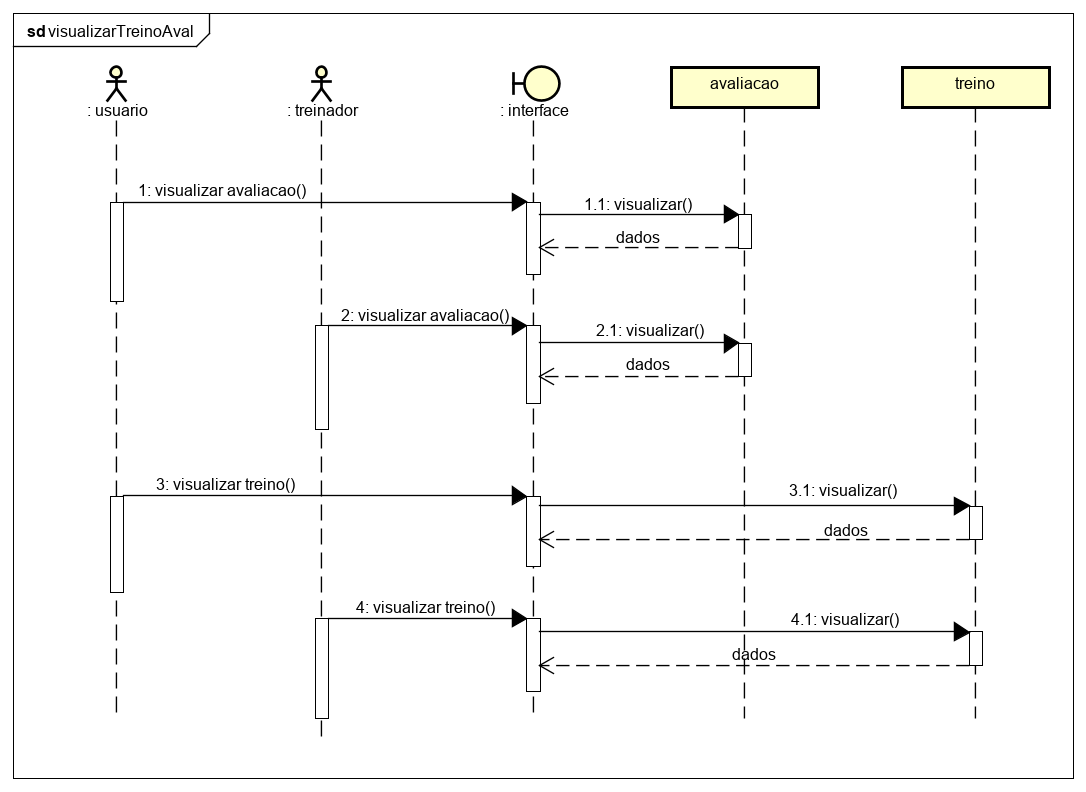 sd visualizarTreinoAval
: usuario
: treinador
: interface
avaliacao
treino
1: visualizar avaliacao()
1.1: visualizar()
dados
2: visualizar avaliacao()
2.1: visualizar()
dados
3: visualizar treino()
3.1: visualizar()
dados
4: visualizar treino()
4.1: visualizar()
dados